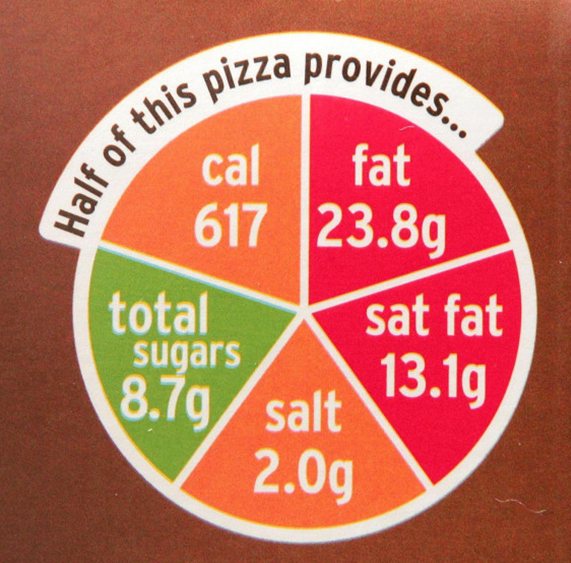 Half of this pizza provides...
cal
617
fat
23.8g
sat fat
13.1g
salt
2.0g
total
sugars
8.7g